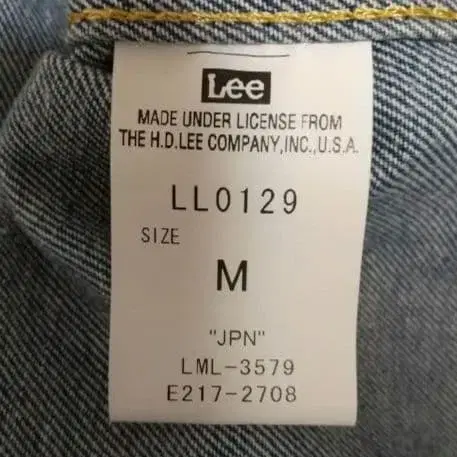 Lee
MADE UNDER LICENSE FROM
THE H.D.LEE COMPANY,INC.,U.S.A.
LL0129
SIZE
M
"JPN"
LML-3579
E217-2708